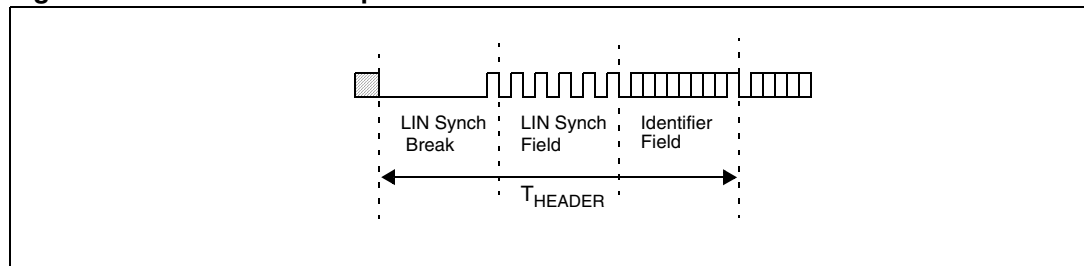 LIN Synch
Break
LIN Synch
Field
Identifier
Field
THEADER